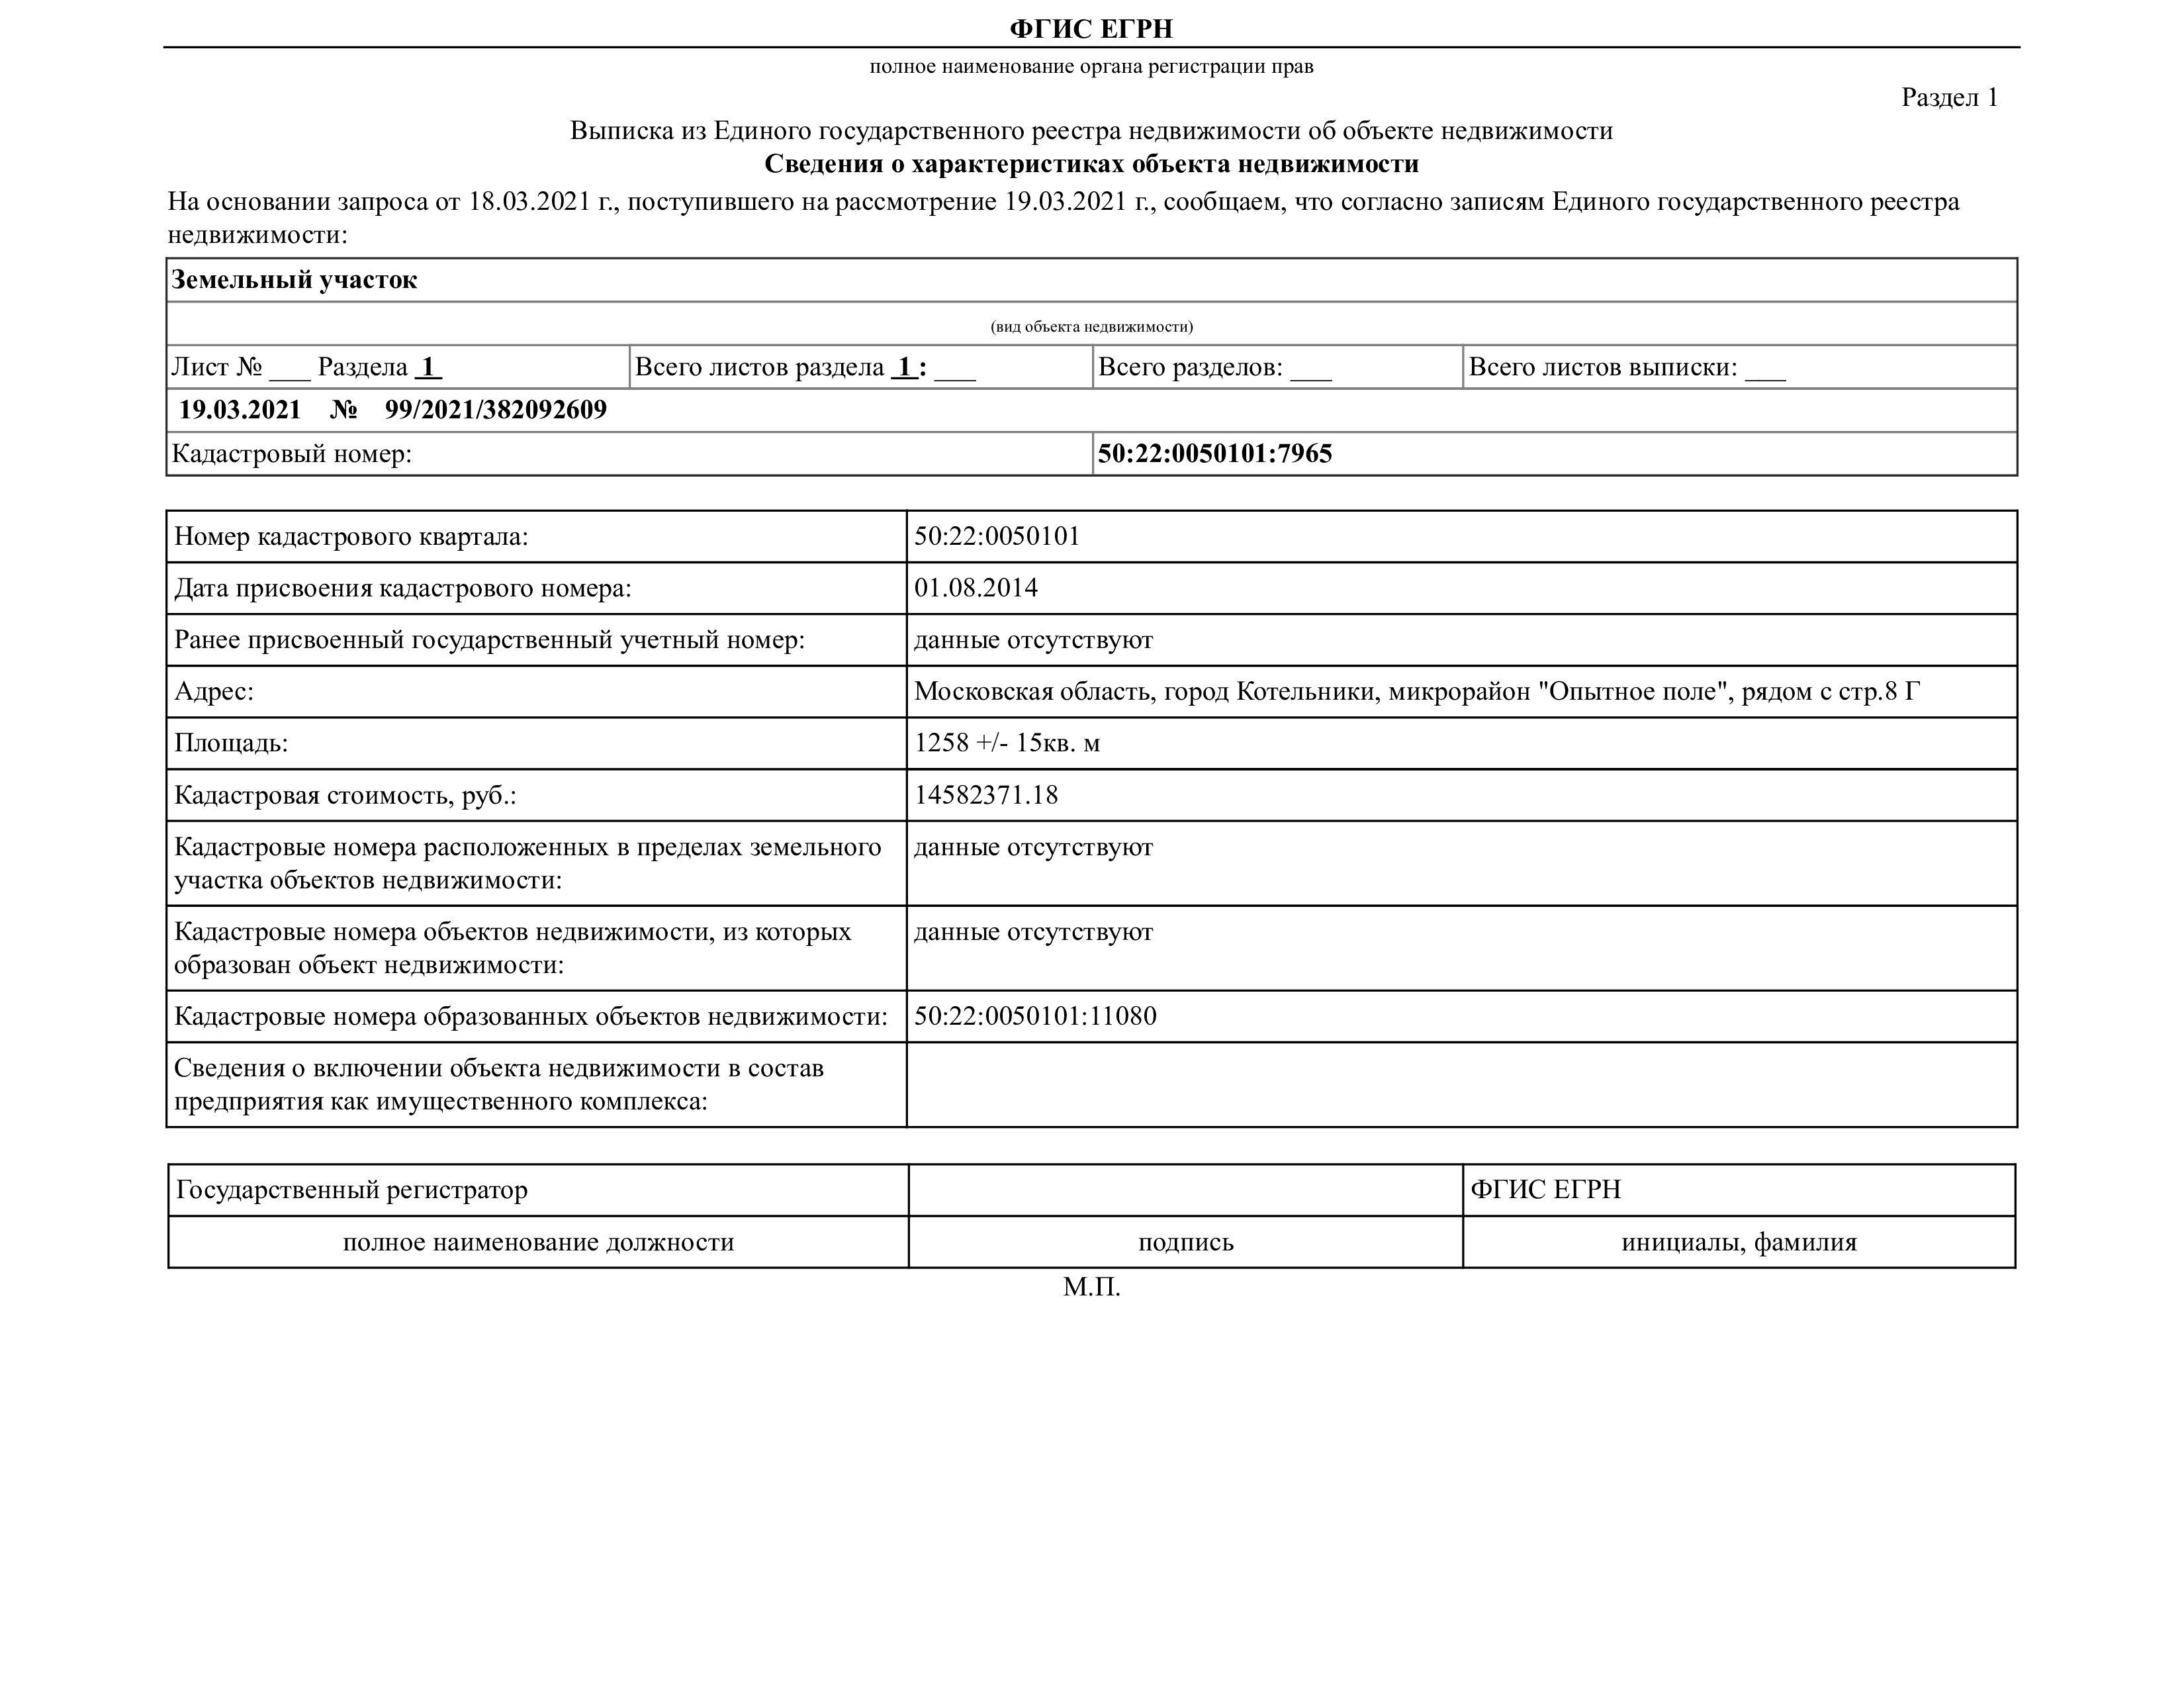 ФГИС ЕГРН
полное наименование органа регистрации прав
Раздел 1
Выписка из Единого государственного реестра недвижимости об объекте недвижимости
Сведения о характеристиках объекта недвижимости
На основании запроса от 18.03.2021 г., поступившего на рассмотрение 19.03.2021 г., сообщаем, что согласно записям Единого государственного реестра
недвижимости:
Земельный участок
(вид объекта недвижимости)
Лист № ___ Раздела 1 Всего листов раздела 1 : ___ Всего разделов: ___ Всего листов выписки: ___
19.03.2021 № 99/2021/382092609
Кадастровый номер: 50:22:0050101:7965
Номер кадастрового квартала: 50:22:0050101
Дата присвоения кадастрового номера: 01.08.2014
Ранее присвоенный государственный учетный номер: данные отсутствуют
Адрес: Московская область, город Котельники, микрорайон "Опытное поле", рядом с стр.8 Г
Площадь: 1258 +/- 15кв. м
Кадастровая стоимость, руб.: 14582371.18
Кадастровые номера расположенных в пределах земельного данные отсутствуют
участка объектов недвижимости:
Кадастровые номера объектов недвижимости, из которых данные отсутствуют
образован объект недвижимости:
Кадастровые номера образованных объектов недвижимости: 50:22:0050101:11080
Сведения о включении объекта недвижимости в состав
предприятия как имущественного комплекса:
Государственный регистратор ФГИС ЕГРН
полное наименование должности подпись инициалы, фамилия
М.П.